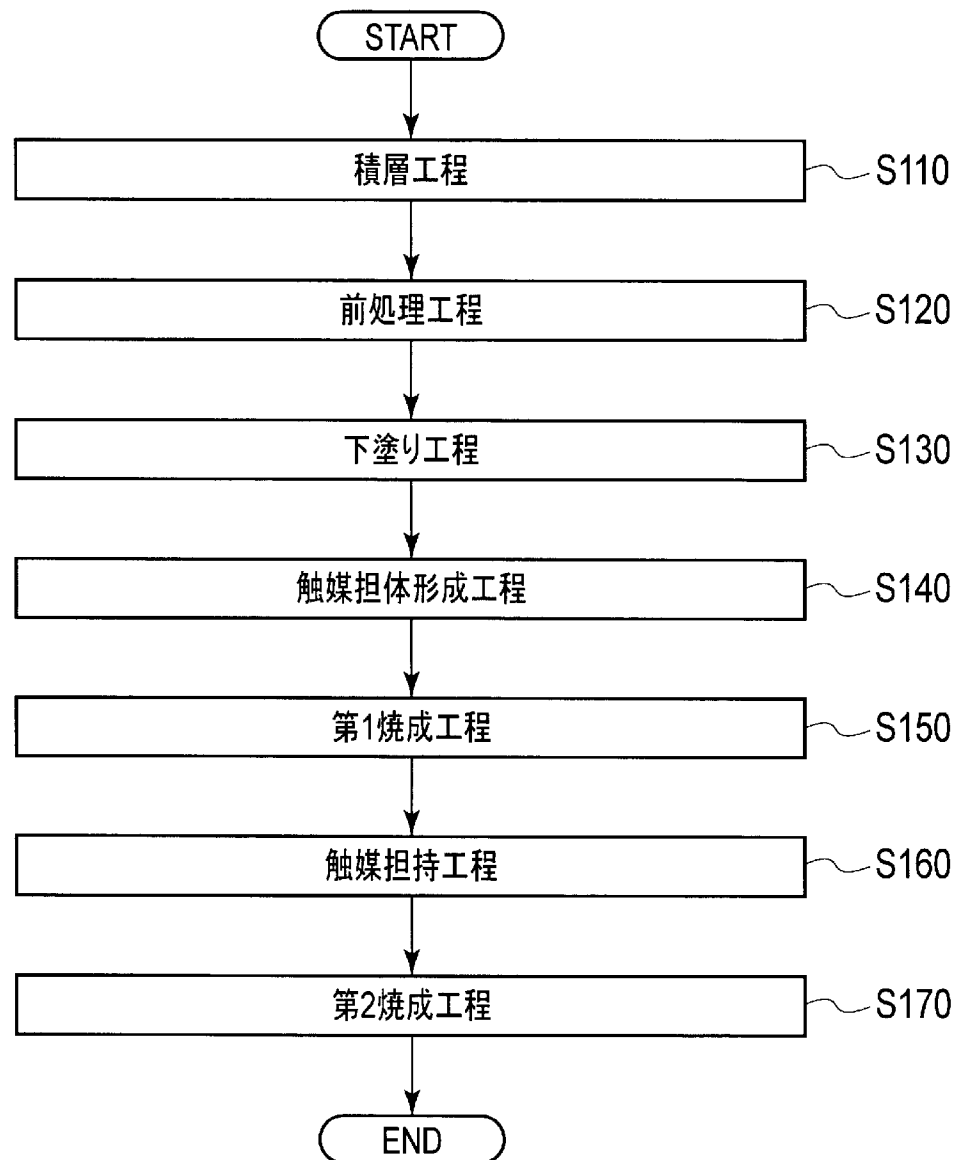 START
積層工程 S110
前処理工程 S120
下塗り工程 S130
触媒担体形成工程 S140
第1焼成工程 S150
触媒担持工程 S160
第2焼成工程 S170
END